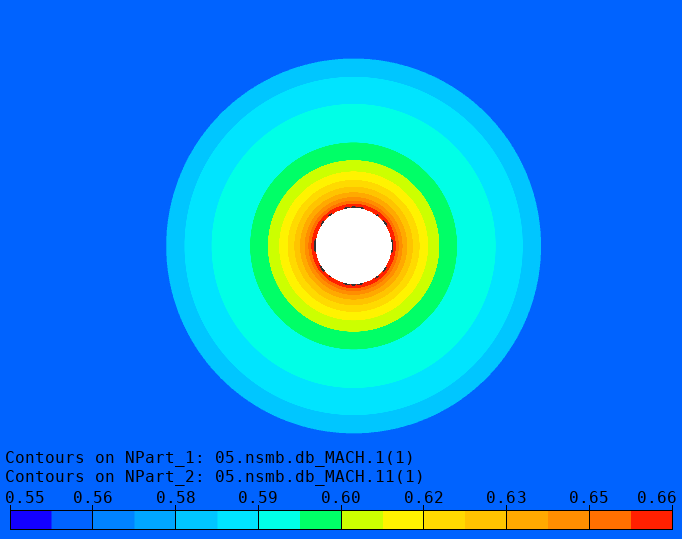 Contours on NPart_1: 05.nsmb.db_MACH.1(1)
Contours on NPart_2: 05.nsmb.db_MACH.11(1)
0.55 0.56 0.58 0.59 0.60 0.62 0.63 0.65 0.66